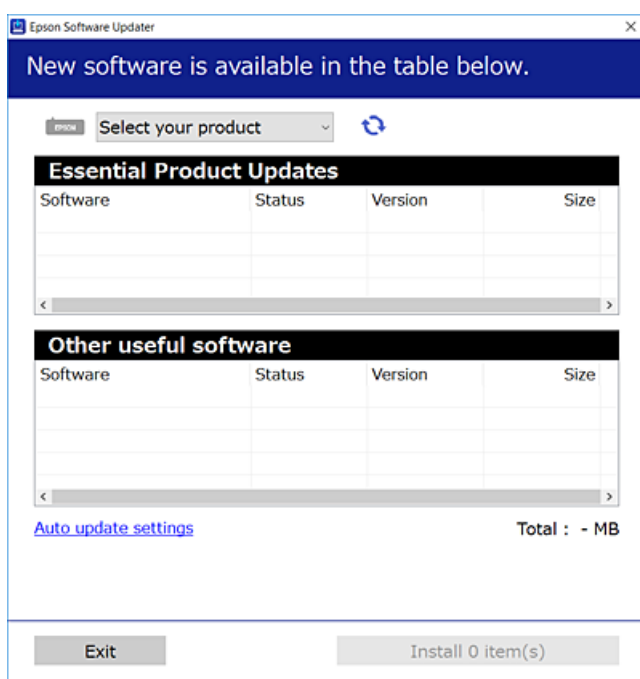 Epson Software Updater
New software is available in the table below.
EPSON Select your product
Essential Product Updates
Software Status Version Size
Other useful software
Software Status Version Size
Auto update settings Total : - MB
Exit Install 0 item(s)